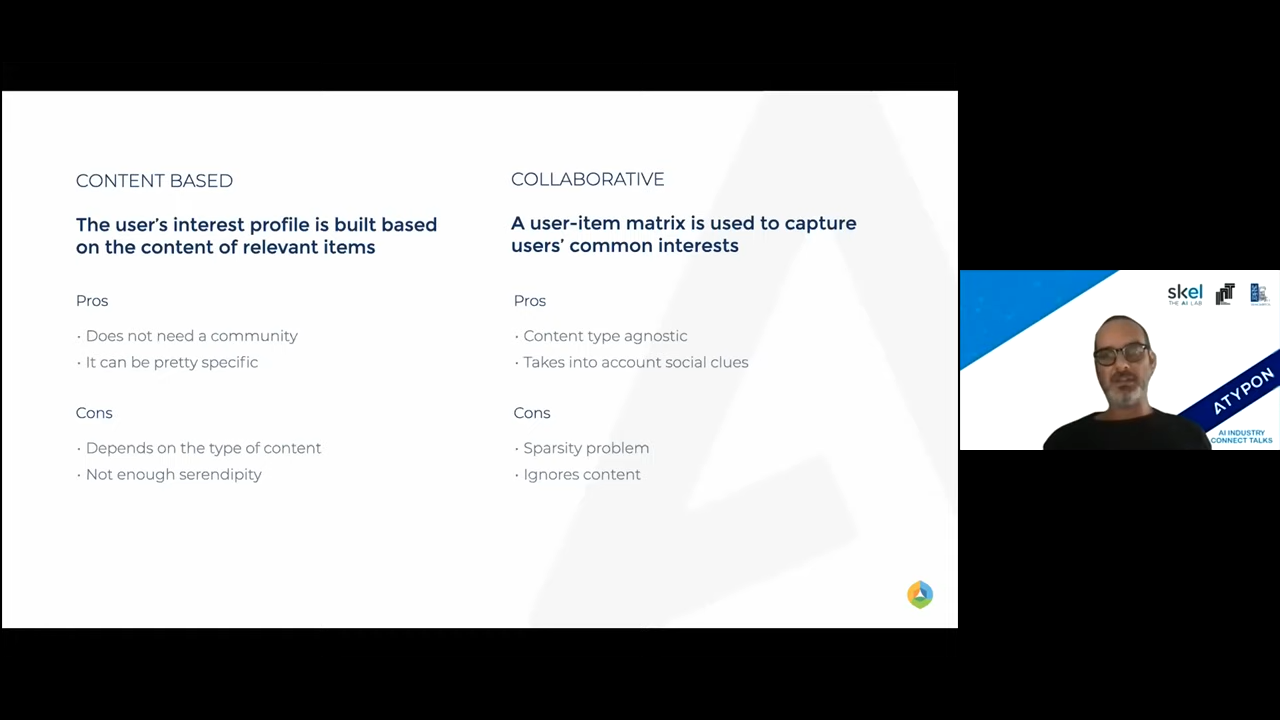 CONTENT BASED
The user's interest profile is built based
on the content of relevant items
Pros
· Does not need a community
· It can be pretty specific
Cons
· Depends on the type of content
· Not enough serendipity
COLLABORATIVE
A user-item matrix is used to capture
users' common interests
Pros
· Content type agnostic
· Takes into account social clues
Cons
· Sparsity problem
· Ignores content
skel
THE AI LAB
ATYPON
AI INDUSTRY
CONNECT TALKS